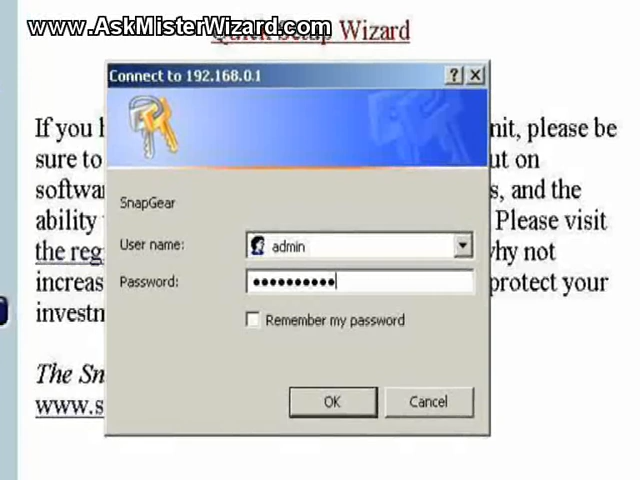 www.AskMisterWizard.com
Quick Setup Wizard
Connect to 192.168.0.1
If you h
nit, please be
sure to
ut on
softwar
s, and the
ability
Please visit
the reg
why not
increas
protect your
investm
SnapGear
User name:
admin
Password:
Remember my password
OK
Cancel
The Sn
www.s